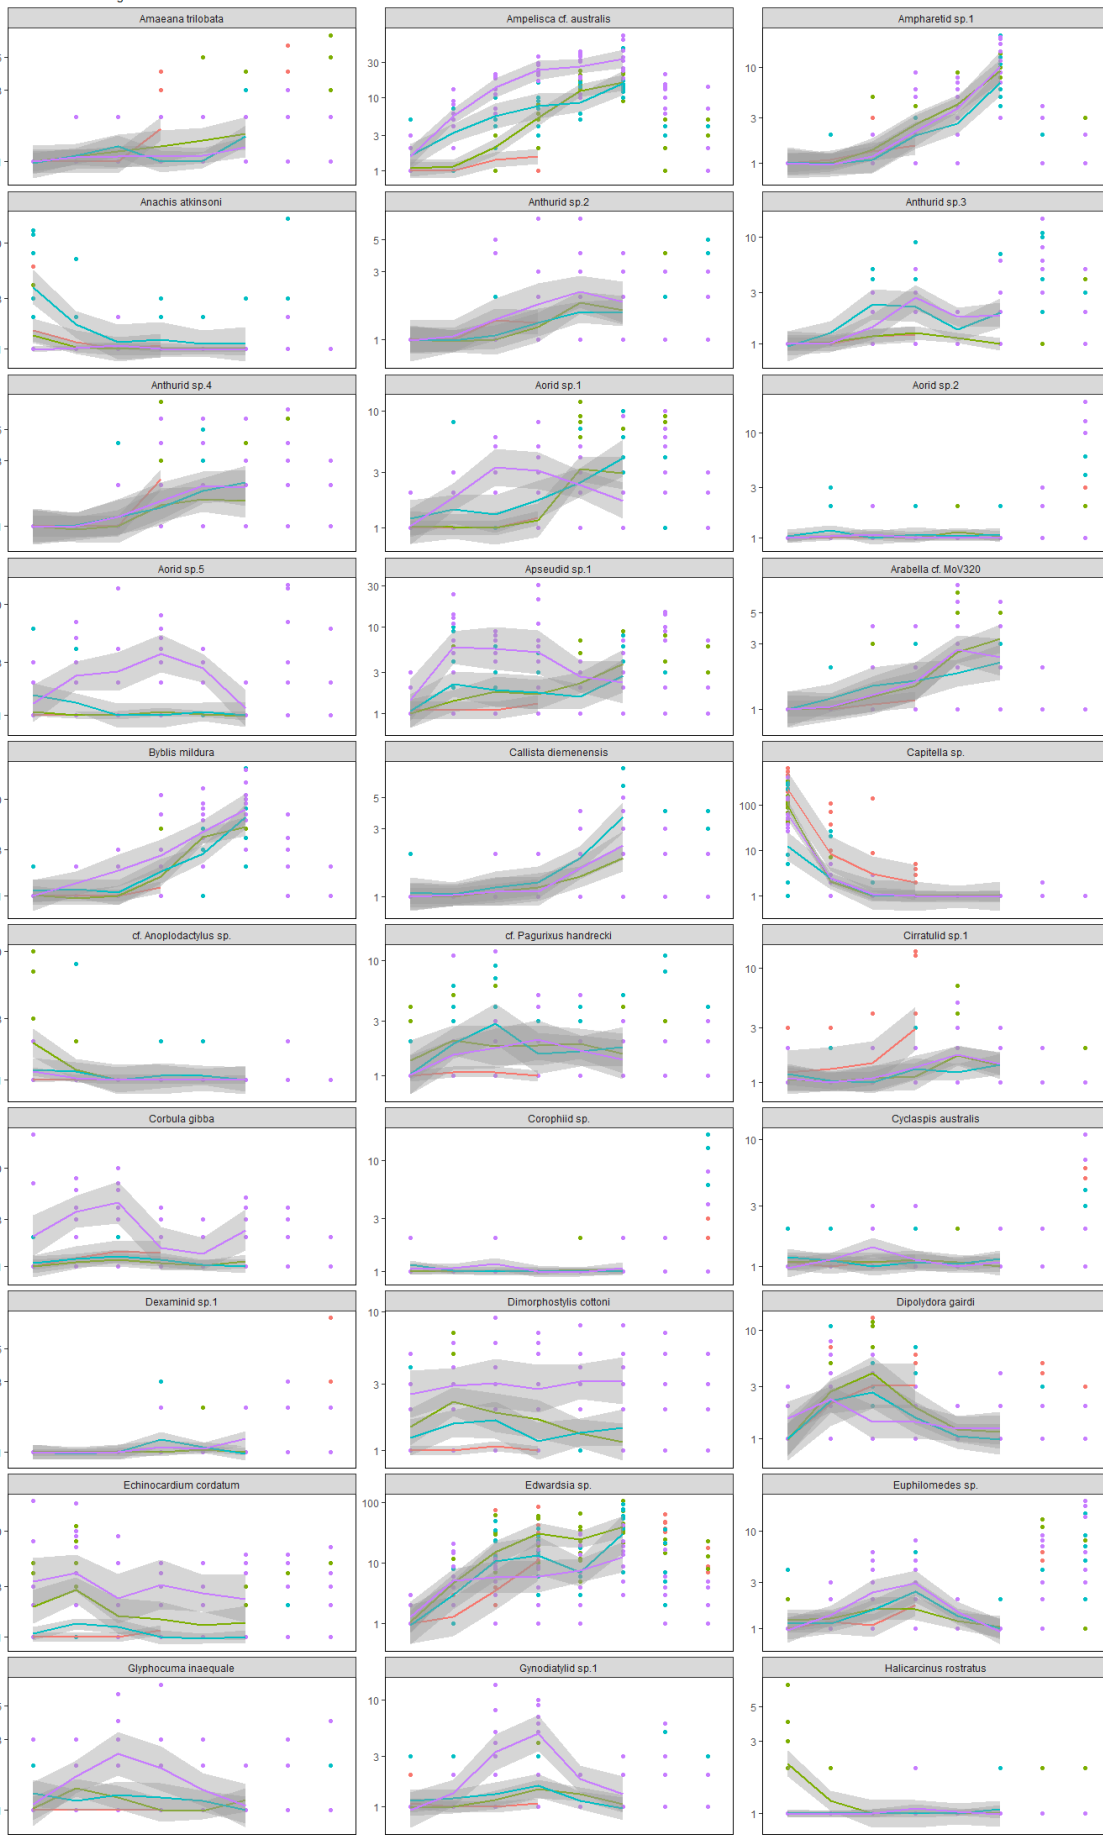 Amaeana trilobata
Ampelisca cf. australis
Ampharetid sp.1
30
10
3
1
10
3
1
Anachis atkinsoni
Anthurid sp.2
Anthurid sp.3
5
3
1
10
3
1
Anthurid sp.4
Aorid sp.1
Aorid sp.2
10
3
1
10
3
1
Aorid sp.5
Apseudid sp.1
Arabella cf. MoV320
30
10
3
1
5
3
1
Byblis mildura
Callista diemenensis
Capitella sp.
5
3
1
100
10
1
cf. Anoplodactylus sp.
cf. Pagurixus handrecki
Cirratulid sp.1
10
3
1
10
3
1
Corbula gibba
Corophiid sp.
Cyclaspis australis
10
3
1
10
3
1
Dexaminid sp.1
Dimorphostylis cottoni
Dipolydora gairdi
10
5
3
1
10
3
1
Echinocardium cordatum
Edwardsia sp.
Euphilomedes sp.
100
10
1
10
3
1
Glyphocuma inaequale
Gynodiatylid sp.1
Halicarcinus rostratus
10
3
1
5
3
1